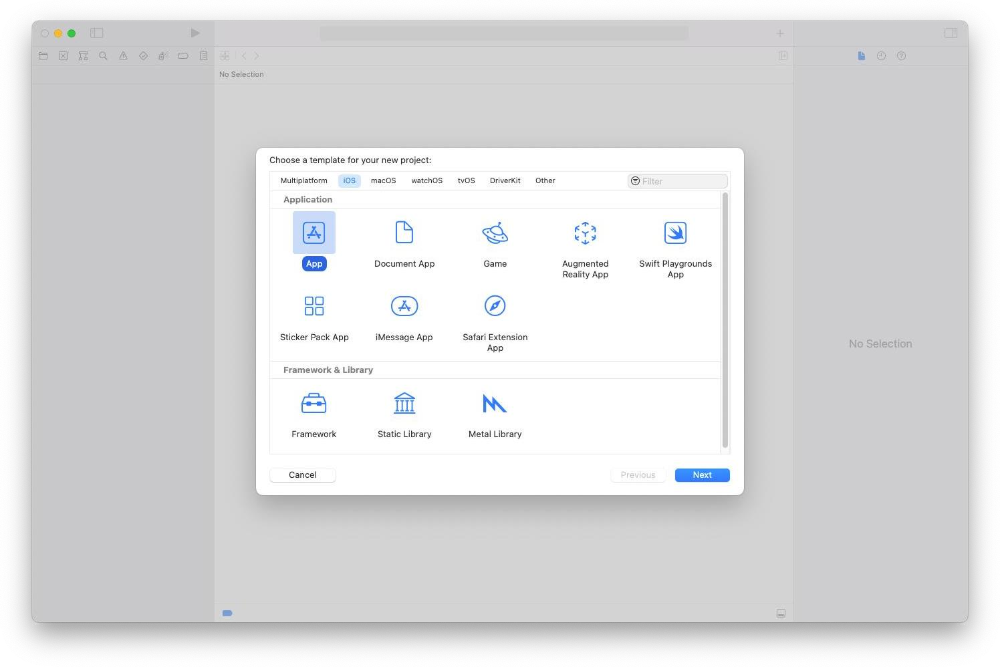 No Selection
Choose a template for your new project:
Multiplatform iOS macOS watchOS tvOS DriverKit Other Filter
Application
App Document App Game Augmented Reality App Swift Playgrounds App
Sticker Pack App iMessage App Safari Extension App
No Selection
Framework & Library
Framework Static Library Metal Library
Cancel Previous Next